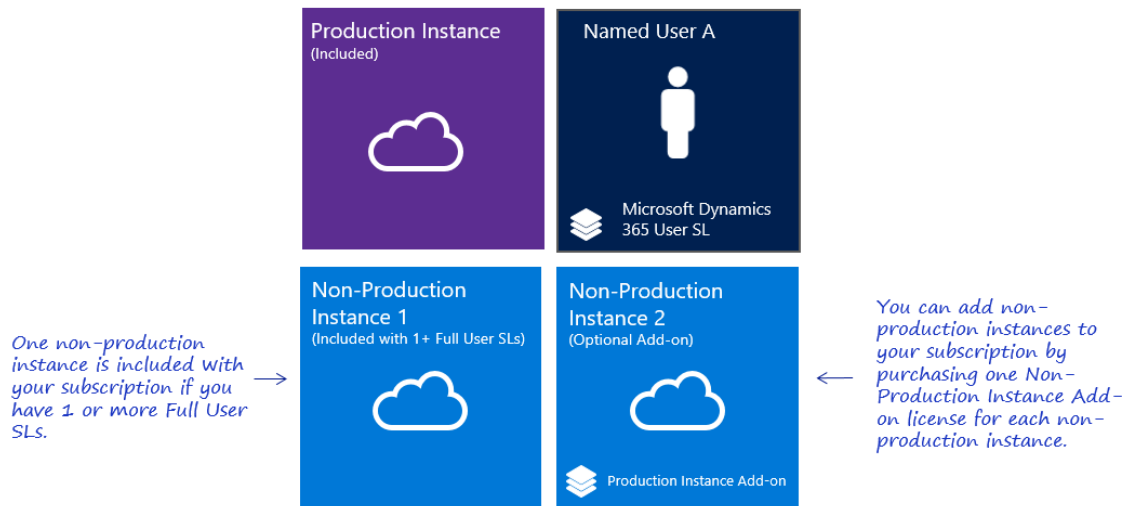 Production Instance
(Included)
Named User A
Microsoft Dynamics
365 User SL
One non-production
instance is included With
your subscription if you
have 1 or more Full User
SLs.
Non-Production
Instance 1
(Included with 1+ Full User SLs)
Non-Production
Instance 2
(Optional Add-on)
Production Instance Add-on
You can add non-
production instances to
your subscription by
purchasing one Non-
Production Instance Add-
on license for each non-
production instance.